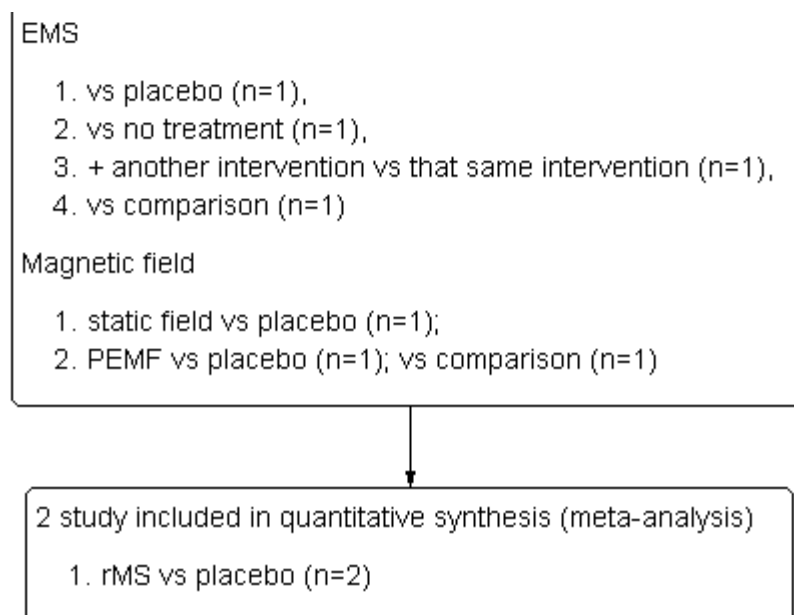 EMS
1. vs placebo (n=1),
2. vs no treatment (n=1),
3. + another intervention vs that same intervention (n=1),
4. vs comparison (n=1)
Magnetic field
1. static field vs placebo (n=1);
2. PEMF vs placebo (n=1); vs comparison (n=1)
2 study included in quantitative synthesis (meta-analysis)
1. rMS vs placebo (n=2)